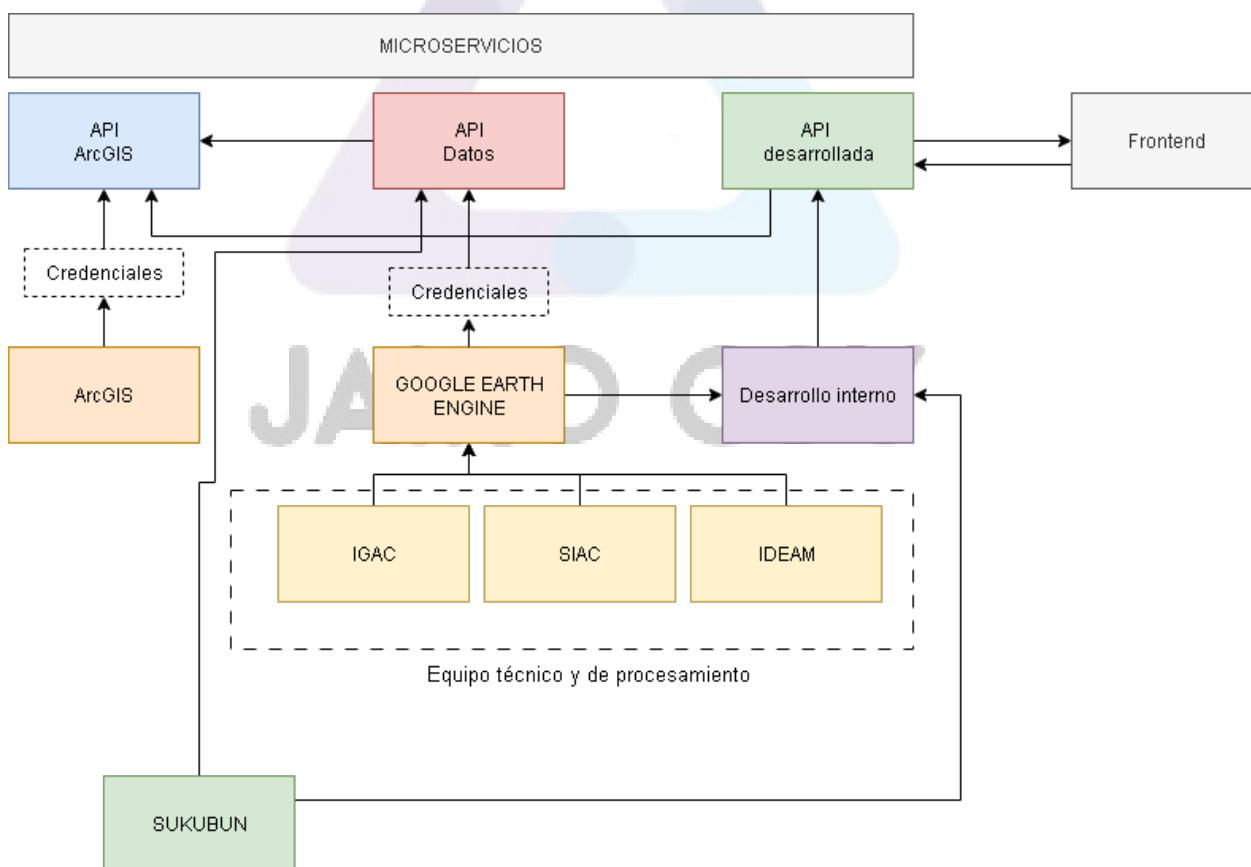 MICROSERVICIOS
API
ArcGIS
API
Datos
API
desarrollada
Frontend
Credenciales
Credenciales
ArcGIS
GOOGLE EARTH
ENGINE
Desarrollo interno
IGAC
SIAC
IDEAM
Equipo técnico y de procesamiento
SUKUBUN